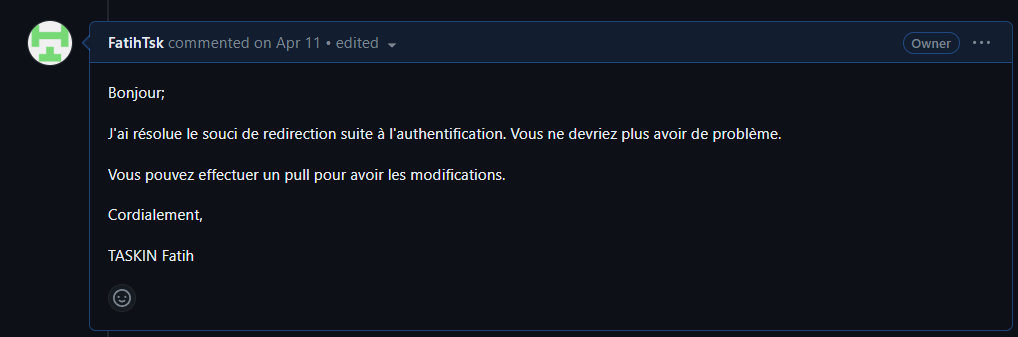 FatihTsk commented on Apr 11 • edited
Owner
Bonjour;
J'ai résolue le souci de redirection suite à l'authentification. Vous ne devriez plus avoir de problème.
Vous pouvez effectuer un pull pour avoir les modifications.
Cordialement,
TASKIN Fatih